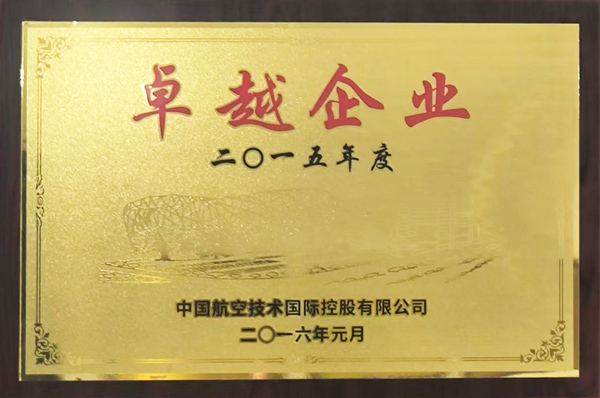 卓越企业
二〇一五年度
中国航空技术国际控股有限公司
二〇一六年元月